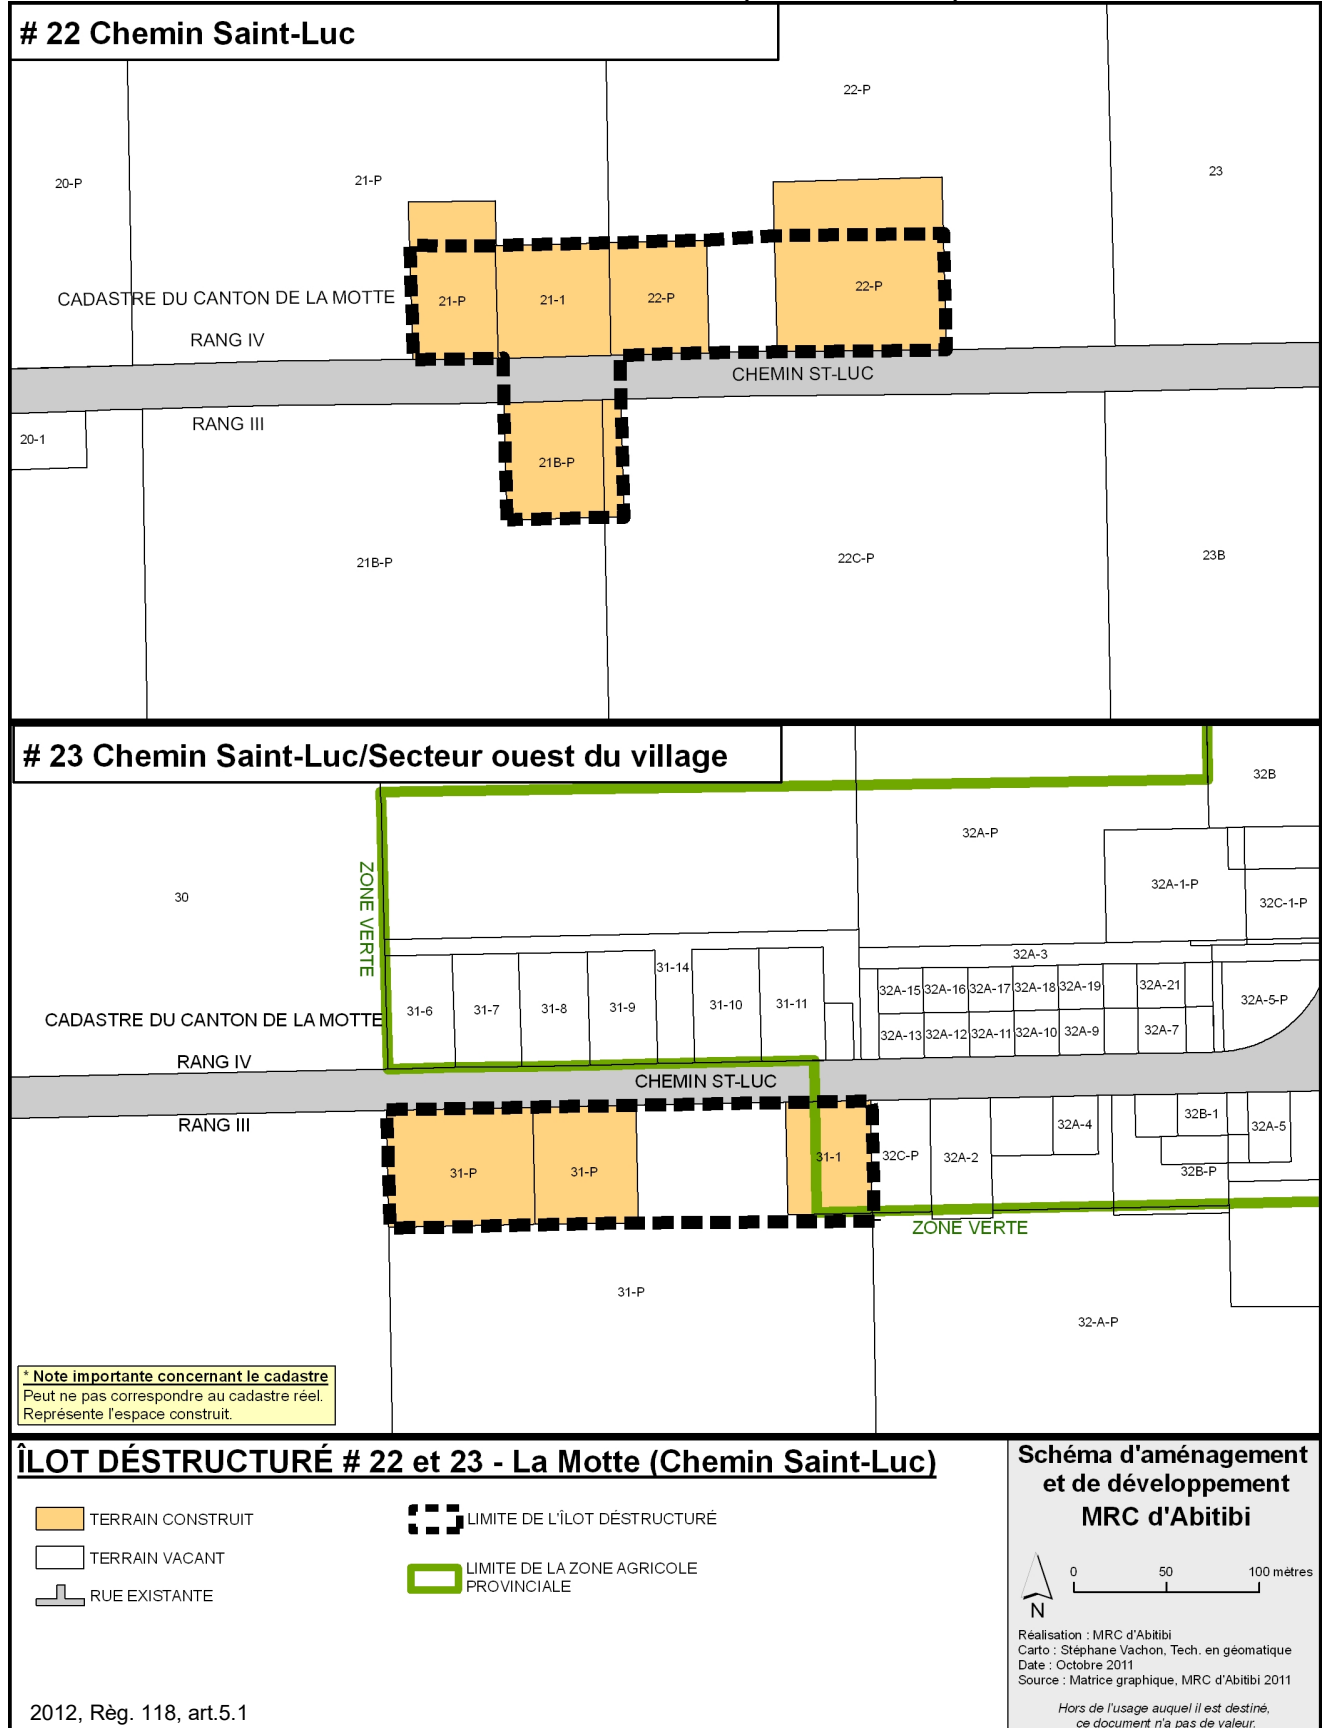 # 22 Chemin Saint-Luc
22-P
20-P
21-P
23
CADASTRE DU CANTON DE LA MOTTE
21-P
21-1
22-P
22-P
RANG IV
CHEMIN ST-LUC
RANG III
20-1
21B-P
21B-P
22C-P
23B
# 23 Chemin Saint-Luc/Secteur ouest du village
32B
32A-P
ZONE VERTE
30
32A-1-P
32C-1-P
32A-3
31-14
31-6
31-7
31-8
31-9
31-10
31-11
32A-15
32A-16
32A-17
32A-18
32A-19
32A-21
32A-5-P
32A-13
32A-12
32A-11
32A-10
32A-9
32A-7
CADASTRE DU CANTON DE LA MOTTE
RANG IV
CHEMIN ST-LUC
RANG III
31-P
31-P
31-1
32C-P
32A-2
32A-4
32B-1
32A-5
32B-P
ZONE VERTE
31-P
32-A-P
* Note importante concernant le cadastre
Peut ne pas correspondre au cadastre réel.
Représente l'espace construit.
ÎLOT DÉSTRUCTURÉ # 22 et 23 - La Motte (Chemin Saint-Luc)
TERRAIN CONSTRUIT
TERRAIN VACANT
RUE EXISTANTE
LIMITE DE L'ÎLOT DÉSTRUCTURÉ
LIMITE DE LA ZONE AGRICOLE
PROVINCIALE
2012, Règ. 118, art.5.1
Schéma d'aménagement
et de développement
MRC d'Abitibi
0 50 100 mètres
N
Réalisation : MRC d'Abitibi
Carto : Stéphane Vachon, Tech. en géomatique
Date : Octobre 2011
Source : Matrice graphique, MRC d'Abitibi 2011
Hors de l'usage auquel il est destiné,
ce document n'a pas de valeur.